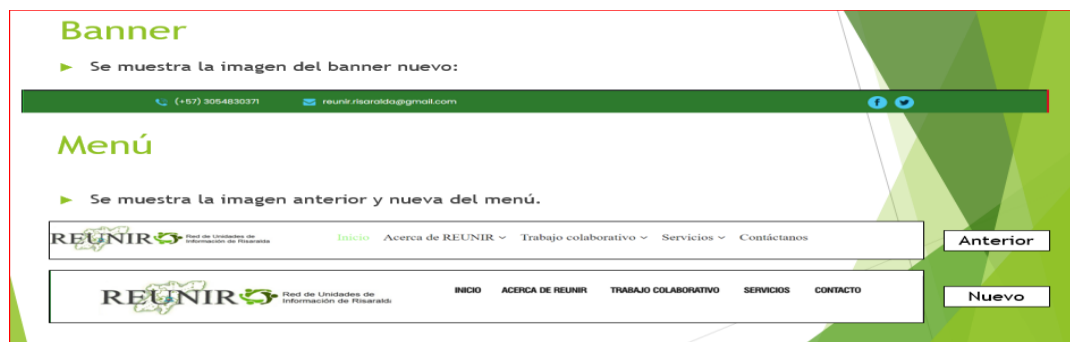 Banner
Se muestra la imagen del banner nuevo:
(+57) 3054830371 reunir.risaralda@gmail.com
Menú
Se muestra la imagen anterior y nueva del menú.
REUNIR Red de Unidades de
Información de Risaralda
Inicio Acerca de REUNIR Trabajo colaborativo Servicios Contáctanos
Anterior
REUNIR Red de Unidades de
Información de Risarald
INICIO ACERCA DE REUNIR TRABAJO COLABORATIVO SERVICIOS CONTACTO
Nuevo